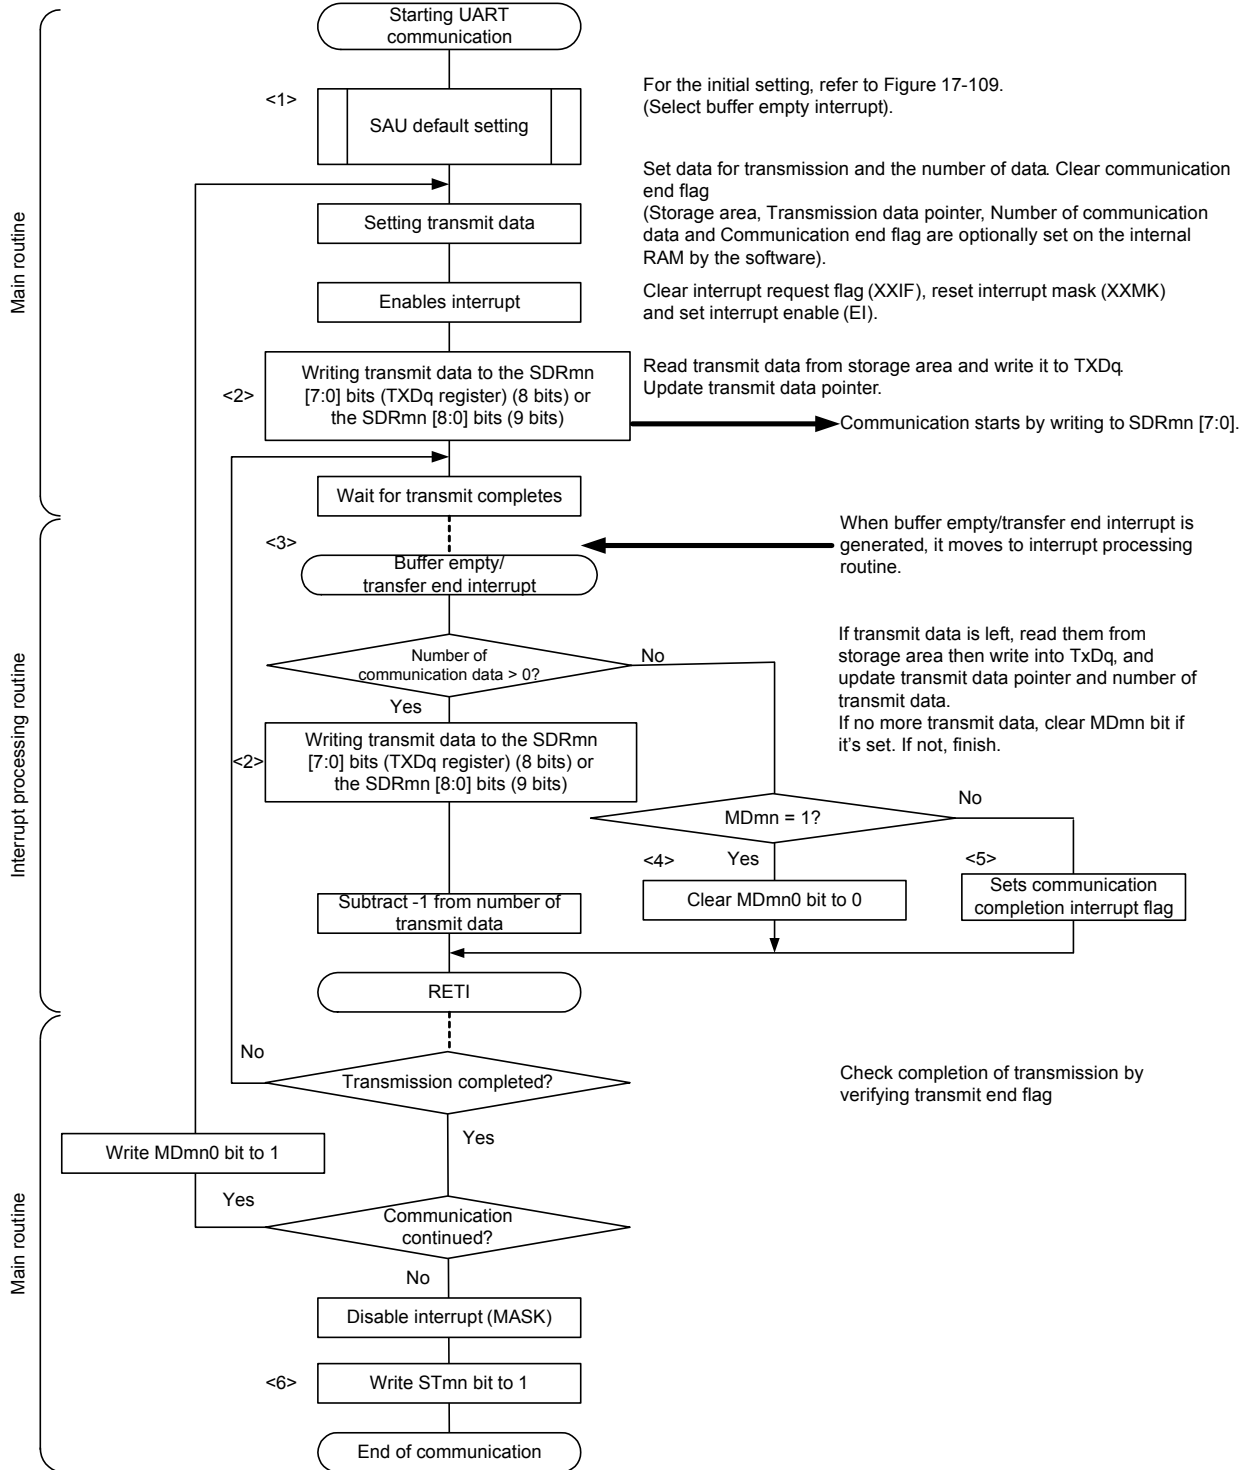 Starting UART
communication
<1>
SAU default setting
For the initial setting, refer to Figure 17-109.
(Select buffer empty interrupt).
Main routine
Setting transmit data
Set data for transmission and the number of data. Clear communication
end flag
(Storage area, Transmission data pointer, Number of communication
data and Communication end flag are optionally set on the internal
RAM by the software).
Enables interrupt
Clear interrupt request flag (XXIF), reset interrupt mask (XXMK)
and set interrupt enable (EI).
<2>
Writing transmit data to the SDRmn
[7:0] bits (TXDq register) (8 bits) or
the SDRmn [8:0] bits (9 bits)
Read transmit data from storage area and write it to TXDq.
Update transmit data pointer.
Communication starts by writing to SDRmn [7:0].
Wait for transmit completes
<3>
Buffer empty/
transfer end interrupt
When buffer empty/transfer end interrupt is
generated, it moves to interrupt processing
routine.
Interrupt processing routine
Number of
communication data > 0?
No
Yes
If transmit data is left, read them from
storage area then write into TxDq, and
update transmit data pointer and number of
transmit data.
If no more transmit data, clear MDmn bit if
it's set. If not, finish.
<2>
Writing transmit data to the SDRmn
[7:0] bits (TXDq register) (8 bits) or
the SDRmn [8:0] bits (9 bits)
MDmn = 1?
No
<4>
Yes
<5>
Subtract -1 from number of
transmit data
Clear MDmn0 bit to 0
Sets communication
completion interrupt flag
RETI
No
Transmission completed?
Check completion of transmission by
verifying transmit end flag
Yes
Write MDmn0 bit to 1
Main routine
Yes
Communication
continued?
No
Disable interrupt (MASK)
<6>
Write STmn bit to 1
End of communication